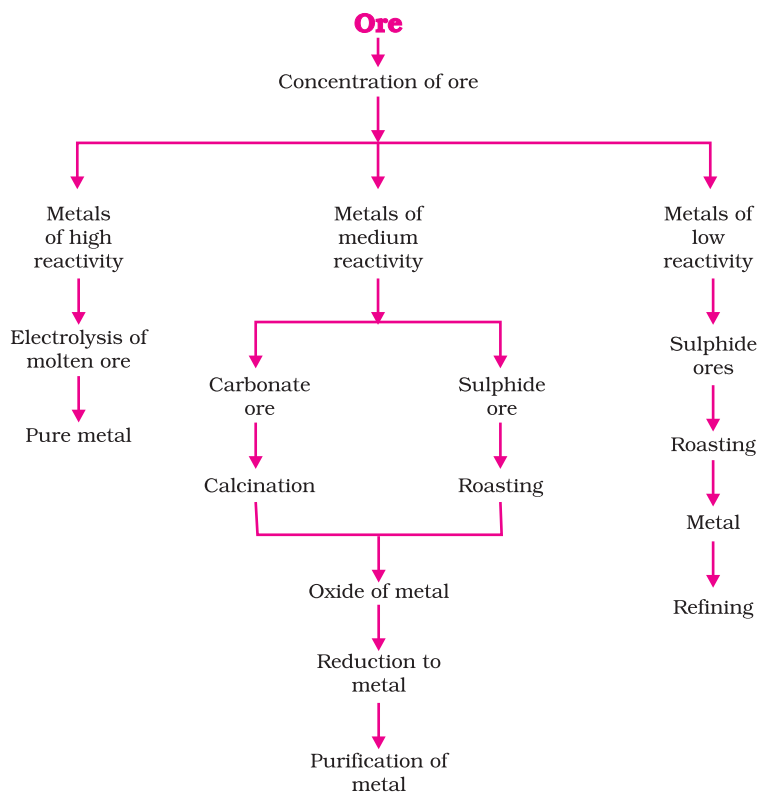 Ore
Concentration of ore
Metals
of high
reactivity
Electrolysis of
molten ore
Pure metal
Metals of
medium
reactivity
Carbonate
ore
Calcination
Sulphide
ore
Roasting
Oxide of metal
Reduction to
metal
Purification of
metal
Metals of
low
reactivity
Sulphide
ores
Roasting
Metal
Refining